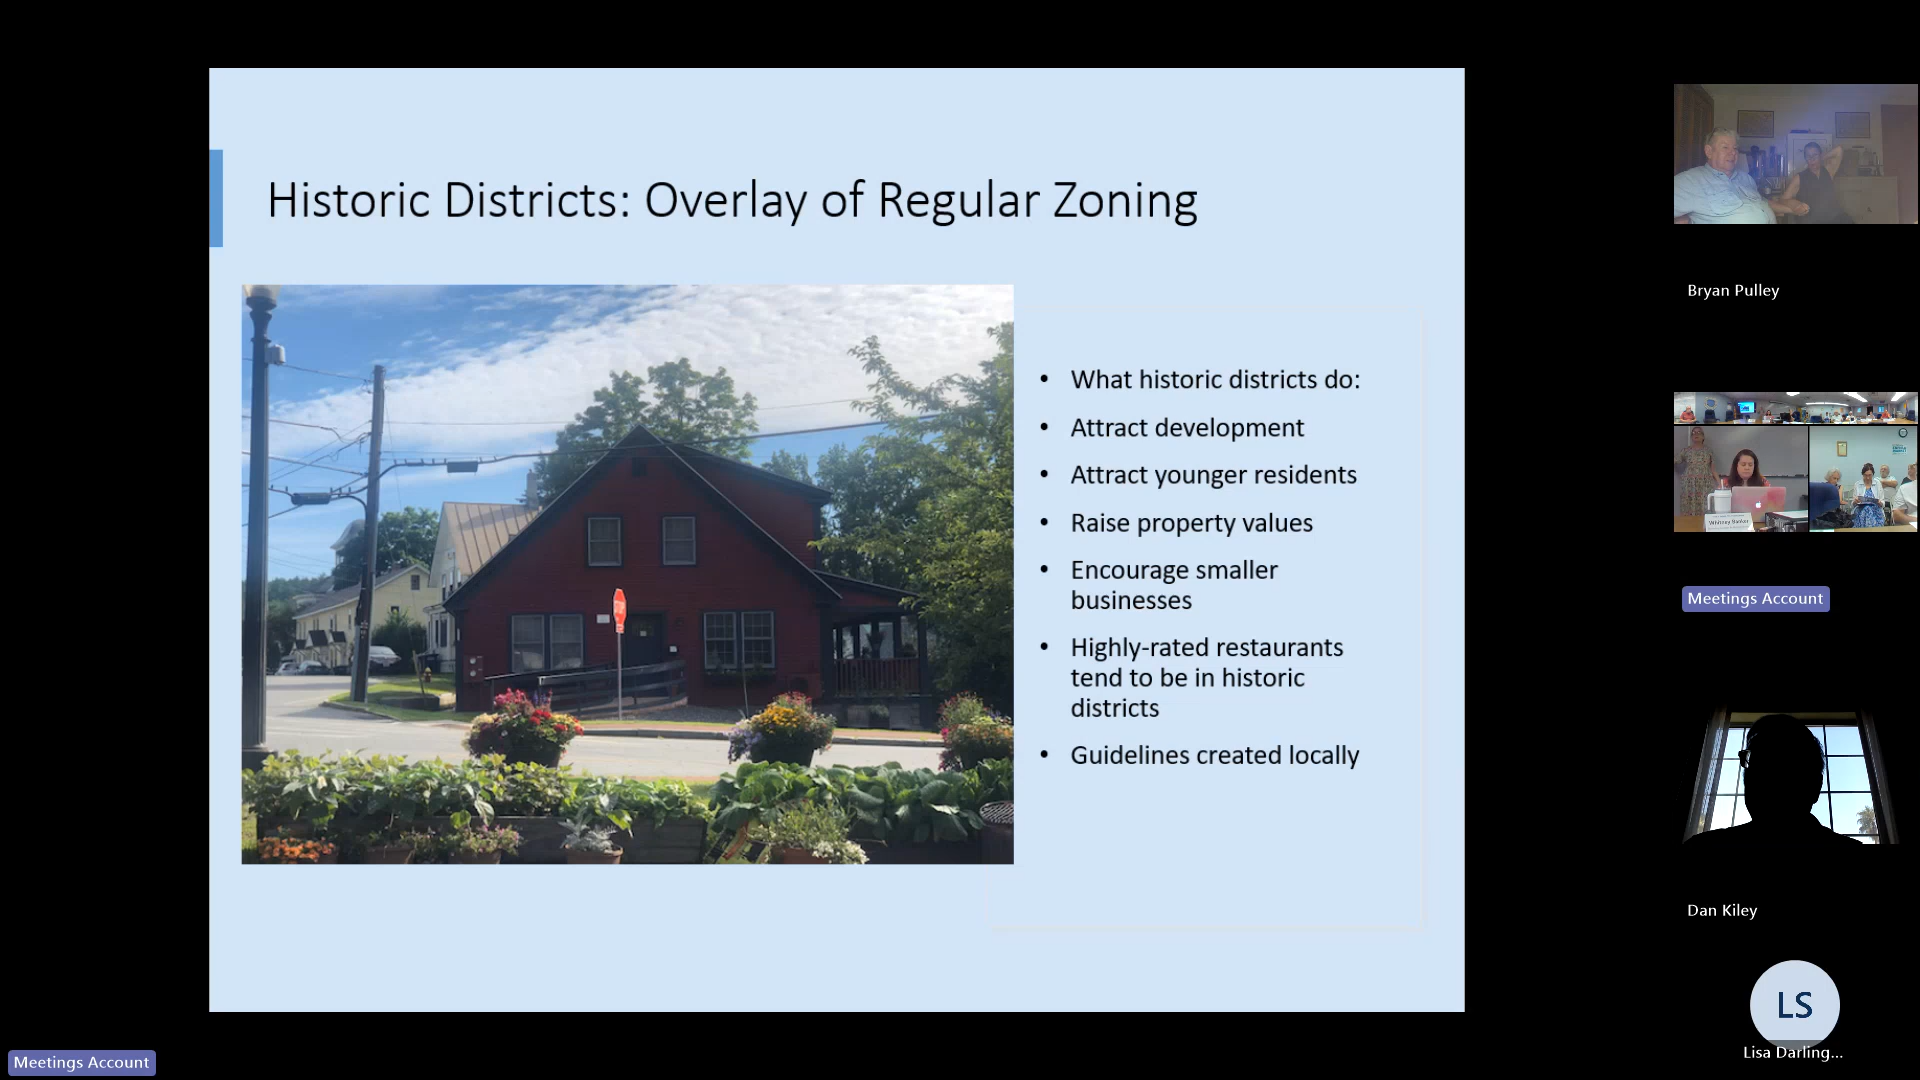 Historic Districts: Overlay of Regular Zoning
• What historic districts do:
• Attract development
• Attract younger residents
• Raise property values
• Encourage smaller
businesses
• Highly-rated restaurants
tend to be in historic
districts
• Guidelines created locally
Bryan Pulley
Meetings Account
Dan Kiley
LS
Lisa Darling...
Meetings Account